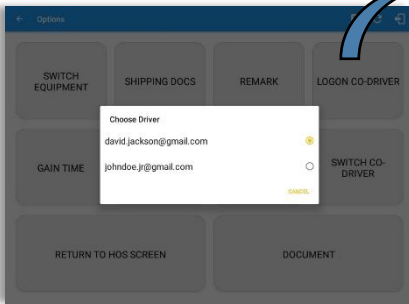 Options
SWITCH
EQUIPMENT
SHIPPING DOCS
REMARK
LOGON CO-DRIVER
Choose Driver
david.jackson@gmail.com
johndoe.jr@gmail.com
CANCEL
GAIN TIME
SWITCH CO-
DRIVER
RETURN TO HOS SCREEN
DOCUMENT